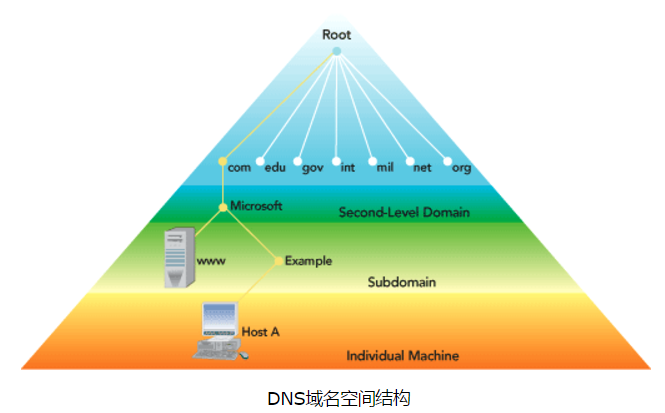 Root
com edu gov int mil net org
Microsoft
Second-Level Domain
www
Example
Subdomain
Host A
Individual Machine
DNS域名空间结构